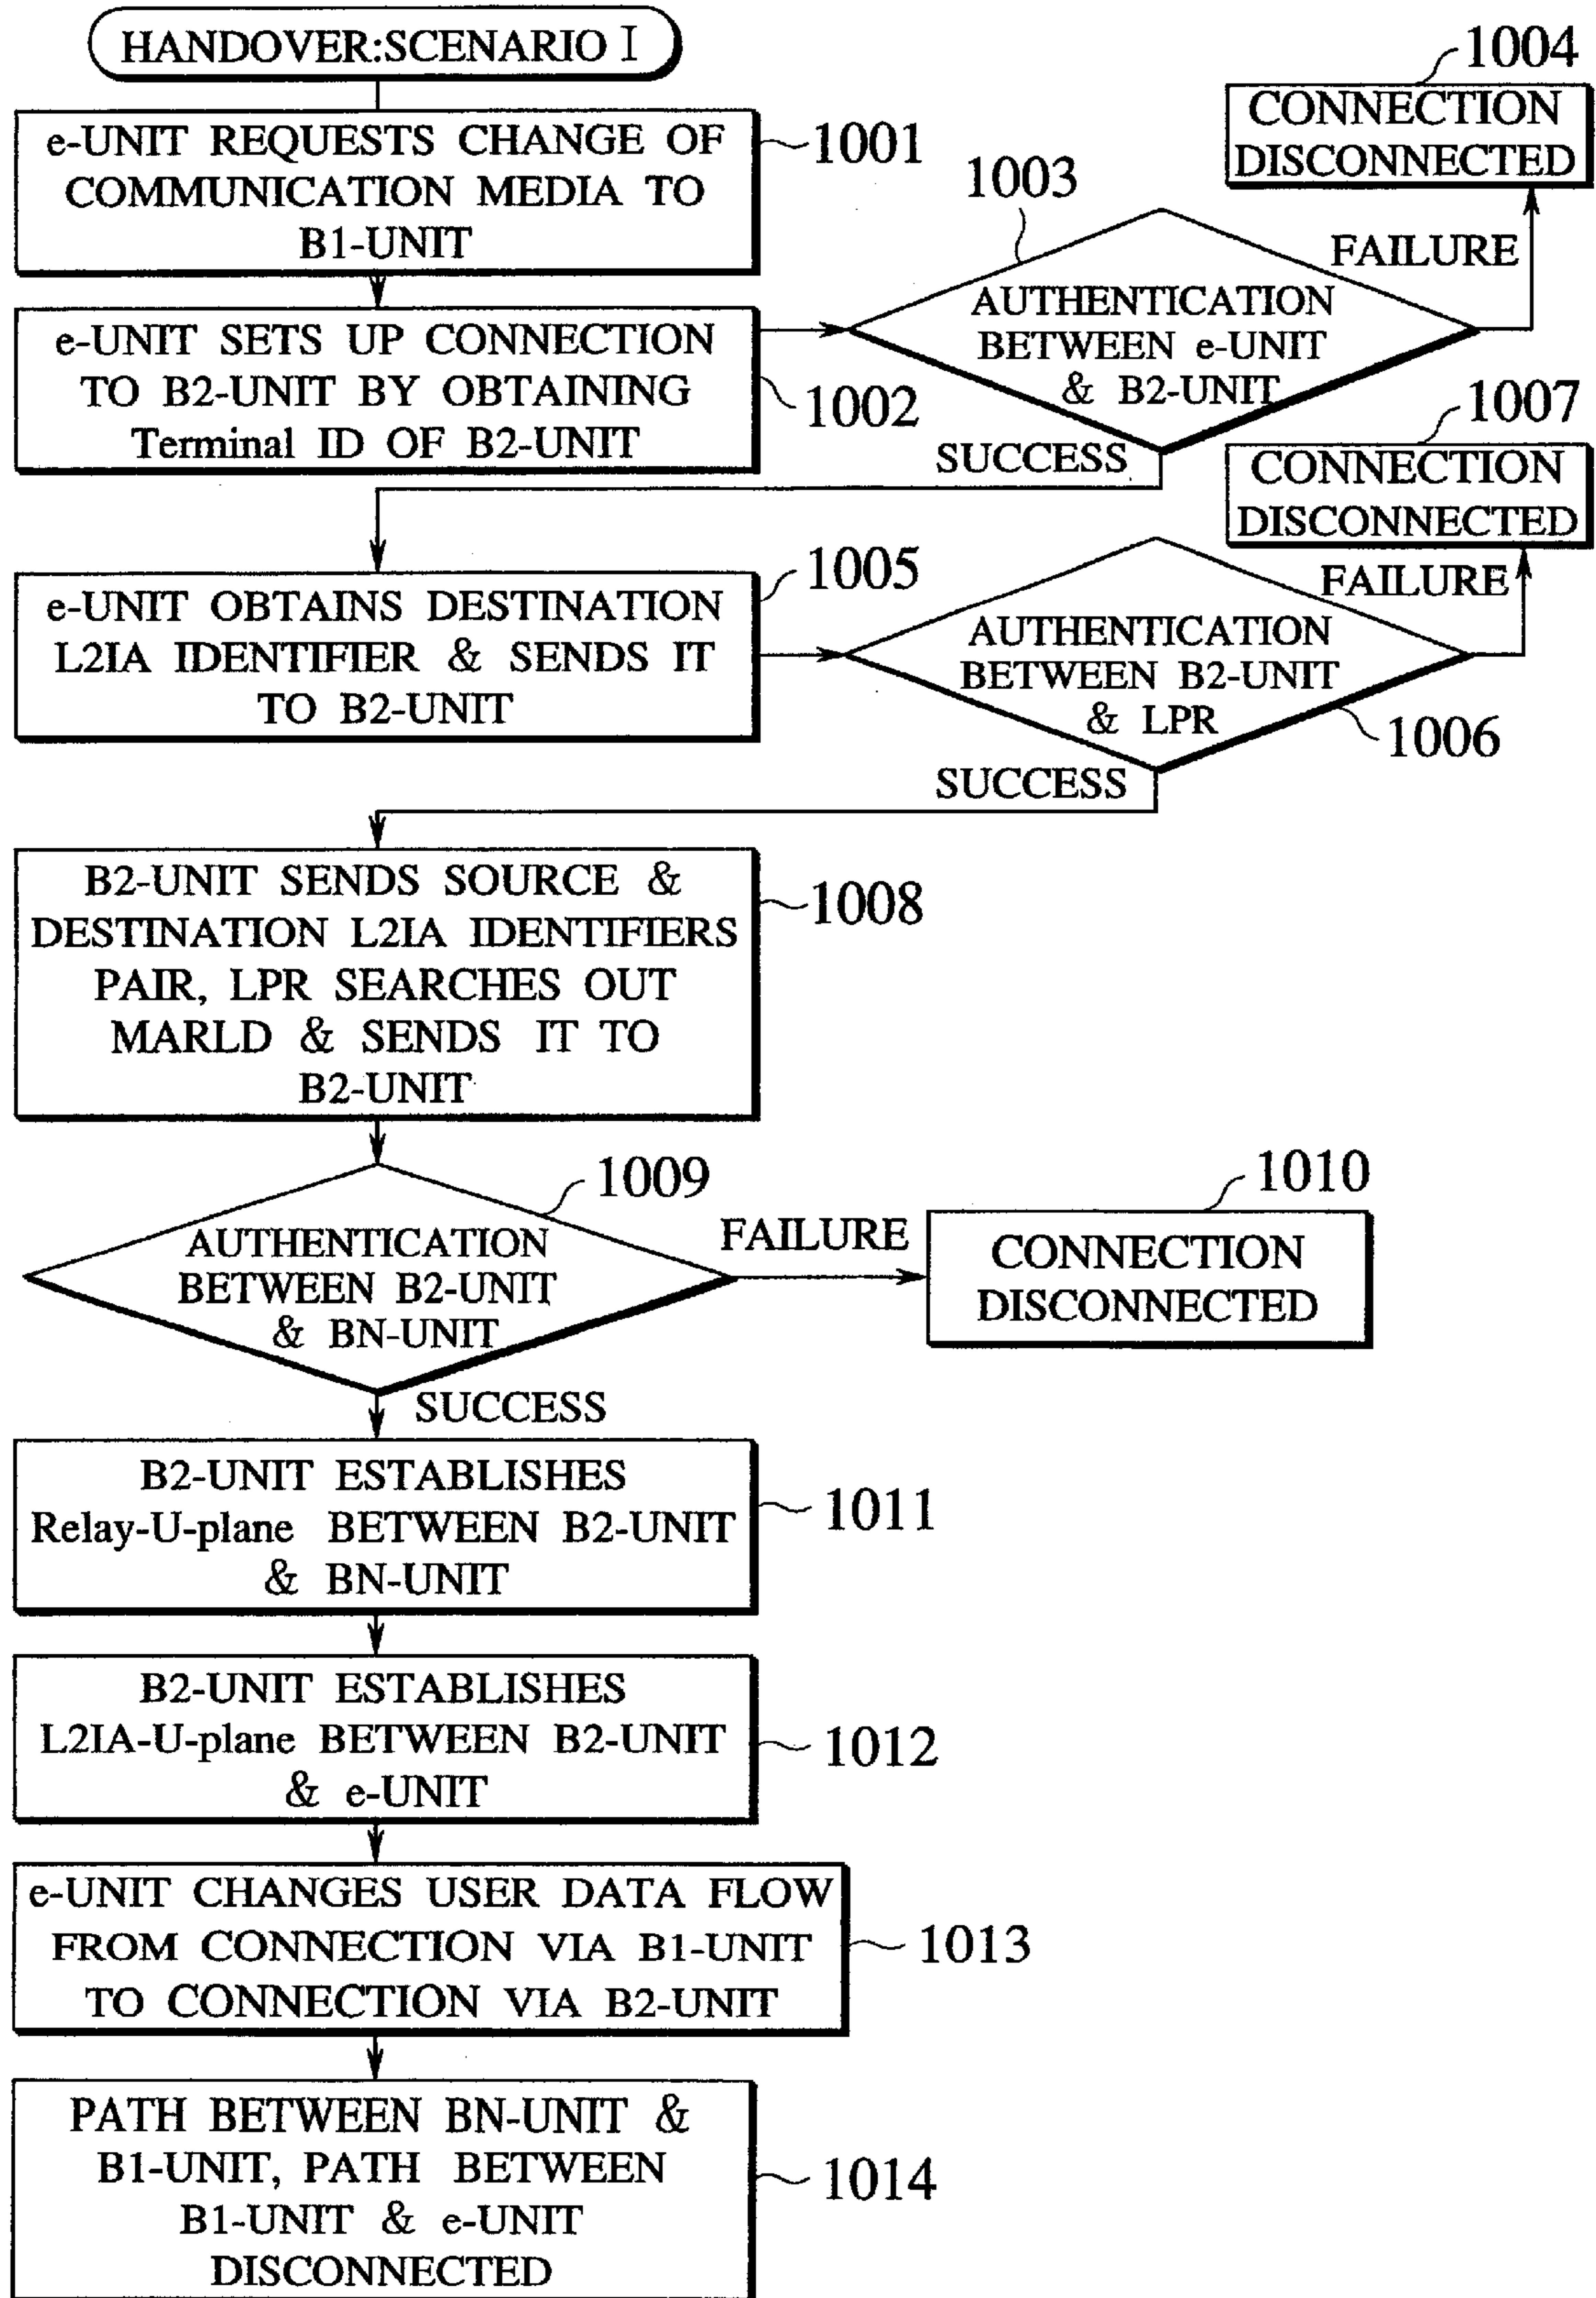 HANDOVER:SCENARIO I
e-UNIT REQUESTS CHANGE OF
COMMUNICATION MEDIA TO
B1-UNIT
1001
e-UNIT SETS UP CONNECTION
TO B2-UNIT BY OBTAINING
Terminal ID OF B2-UNIT
1002
1003
AUTHENTICATION
BETWEEN e-UNIT
& B2-UNIT
FAILURE
1004
CONNECTION
DISCONNECTED
SUCCESS
e-UNIT OBTAINS DESTINATION
L2IA IDENTIFIER & SENDS IT
TO B2-UNIT
1005
AUTHENTICATION
BETWEEN B2-UNIT
& LPR
1006
FAILURE
1007
CONNECTION
DISCONNECTED
SUCCESS
B2-UNIT SENDS SOURCE &
DESTINATION L2IA IDENTIFIERS
PAIR, LPR SEARCHES OUT
MARLD & SENDS IT TO
B2-UNIT
1008
1009
AUTHENTICATION
BETWEEN B2-UNIT
& BN-UNIT
FAILURE
1010
CONNECTION
DISCONNECTED
SUCCESS
B2-UNIT ESTABLISHES
Relay-U-plane BETWEEN B2-UNIT
& BN-UNIT
1011
B2-UNIT ESTABLISHES
L2IA-U-plane BETWEEN B2-UNIT
& e-UNIT
1012
e-UNIT CHANGES USER DATA FLOW
FROM CONNECTION VIA B1-UNIT
TO CONNECTION VIA B2-UNIT
1013
PATH BETWEEN BN-UNIT &
B1-UNIT, PATH BETWEEN
B1-UNIT & e-UNIT
DISCONNECTED
1014